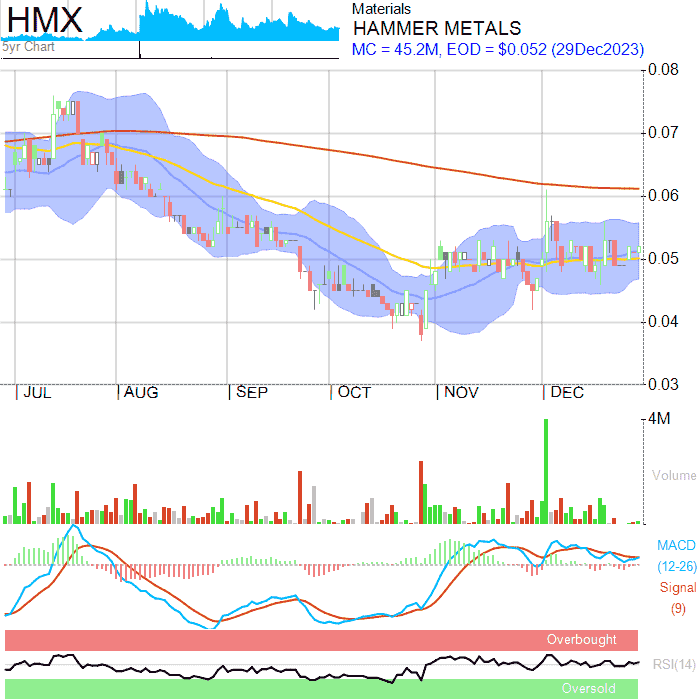 HMX
5yr Chart
Materials
HAMMER METALS
MC = 45.2M, EOD = $0.052 (29Dec2023)
0.08
0.07
0.06
0.05
0.04
0.03
JUL AUG SEP OCT NOV DEC
4M
Volume
MACD
(12-26)
Signal
(9)
Overbought
RSI(14)
Oversold